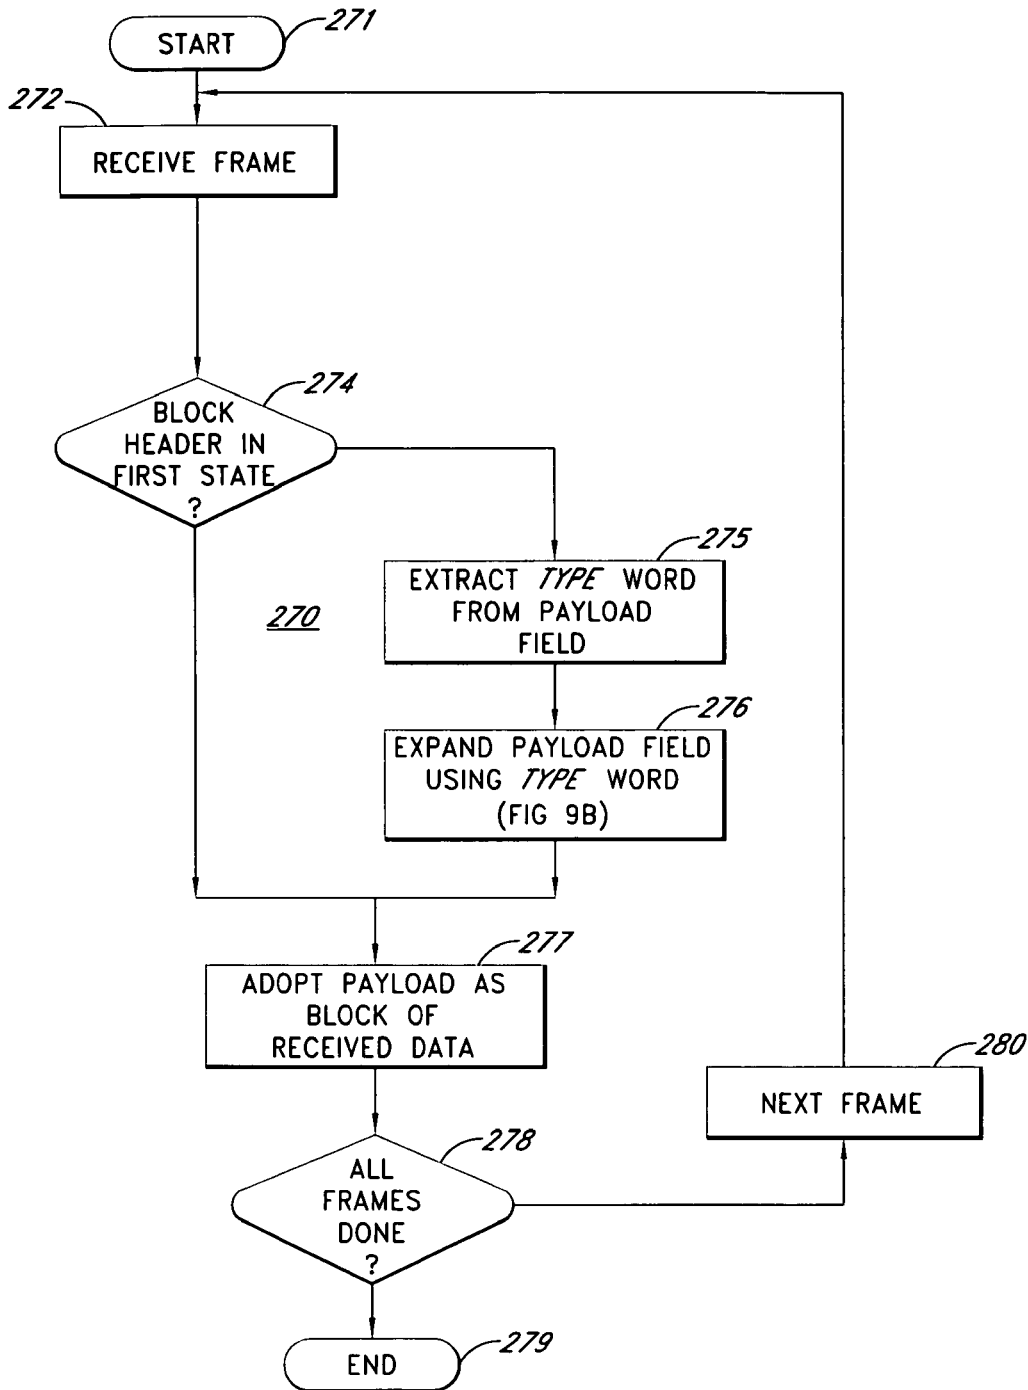 START
271
272
RECEIVE FRAME
274
BLOCK
HEADER IN
FIRST STATE
?
275
EXTRACT TYPE WORD
FROM PAYLOAD
FIELD
270
276
EXPAND PAYLOAD FIELD
USING TYPE WORD
(FIG 9B)
277
ADOPT PAYLOAD AS
BLOCK OF
RECEIVED DATA
280
NEXT FRAME
278
ALL
FRAMES
DONE
?
END
279